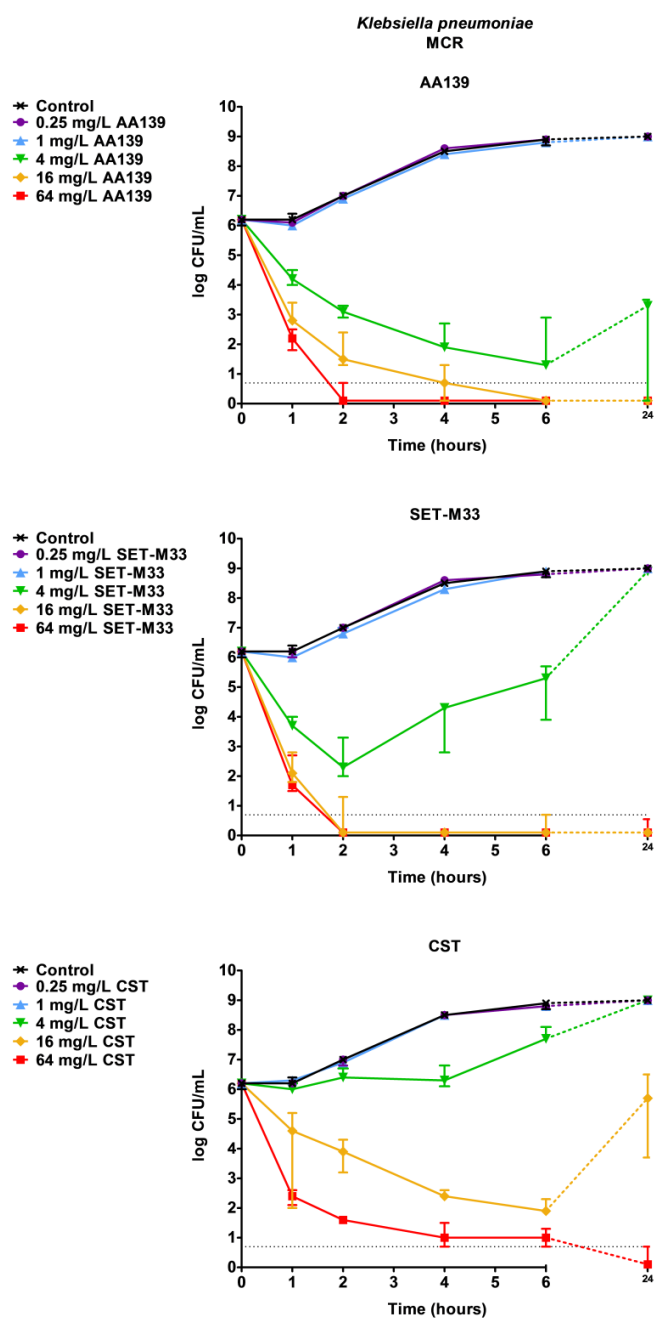 Klebsiella pneumoniae
MCR
AA139
Control
0.25 mg/L AA139
1 mg/L AA139
4 mg/L AA139
16 mg/L AA139
64 mg/L AA139
log CFU/mL
10
9
8
7
6
5
4
3
2
1
0
0 1 2 3 4 5 6 24
Time (hours)
SET-M33
Control
0.25 mg/L SET-M33
1 mg/L SET-M33
4 mg/L SET-M33
16 mg/L SET-M33
64 mg/L SET-M33
log CFU/mL
10
9
8
7
6
5
4
3
2
1
0
0 1 2 3 4 5 6 24
Time (hours)
CST
Control
0.25 mg/L CST
1 mg/L CST
4 mg/L CST
16 mg/L CST
64 mg/L CST
log CFU/mL
10
9
8
7
6
5
4
3
2
1
0
0 1 2 3 4 5 6 24
Time (hours)